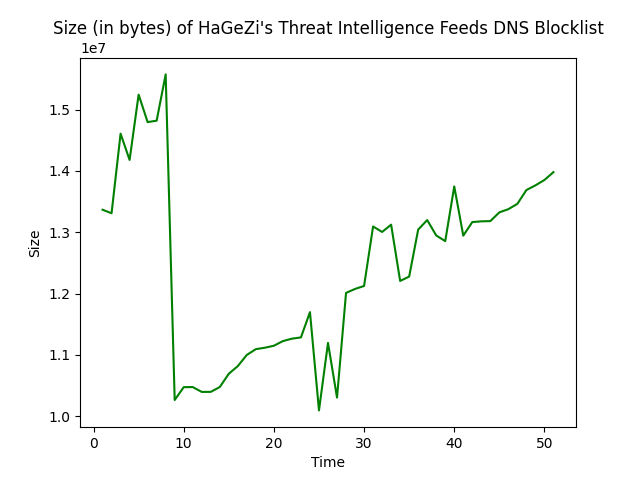 Size (in bytes) of HaGeZi's Threat Intelligence Feeds DNS Blocklist
1e7
1.5
1.4
1.3
1.2
1.1
1.0
Size
0 10 20 30 40 50
Time